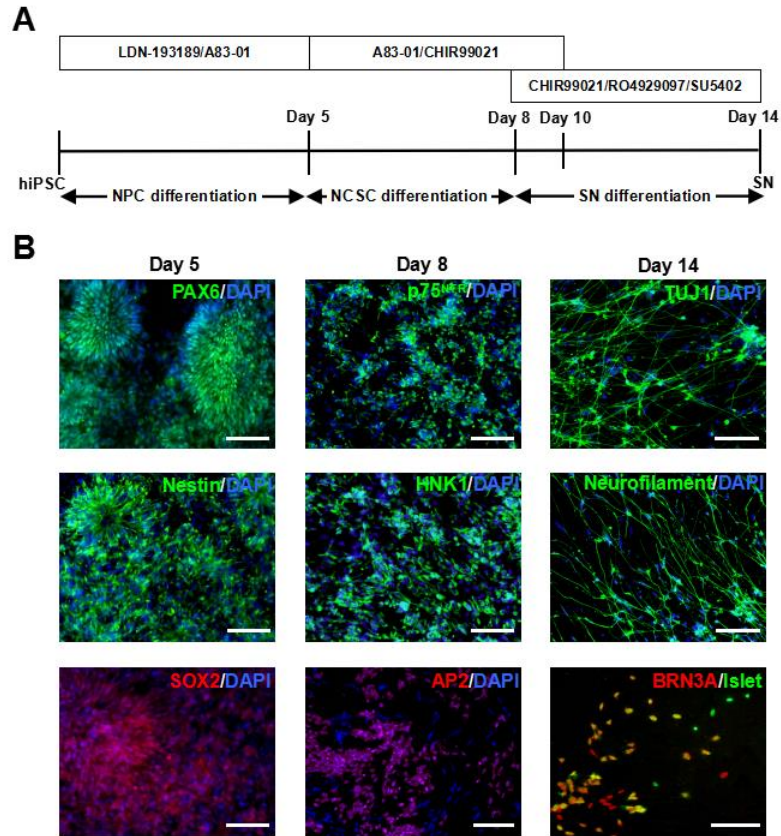 A
LDN-193189/A83-01
A83-01/CHIR99021
CHIR99021/RO4929097/SU5402
Day 5
Day 8
Day 10
Day 14
hiPSC
SN
NPC differentiation
NCSC differentiation
SN differentiation
B
Day 5
Day 8
Day 14
PAX6/DAPI
p75NTR/DAPI
TUJ1/DAPI
Nestin/DAPI
HNK1/DAPI
Neurofilament/DAPI
SOX2/DAPI
AP2/DAPI
BRN3A/Islet